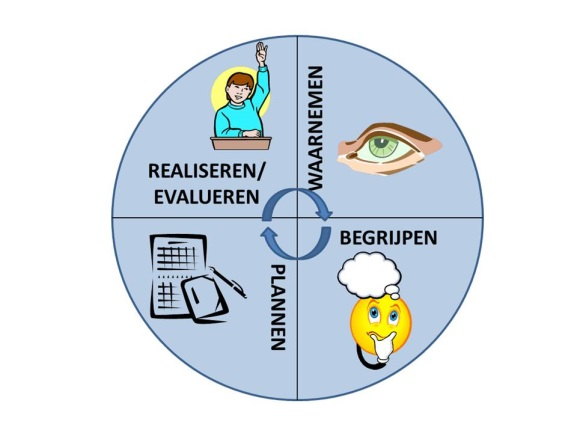 REALISEREN/
EVALUEREN
WAARNEMEN
BEGRIJPEN
PLANNEN